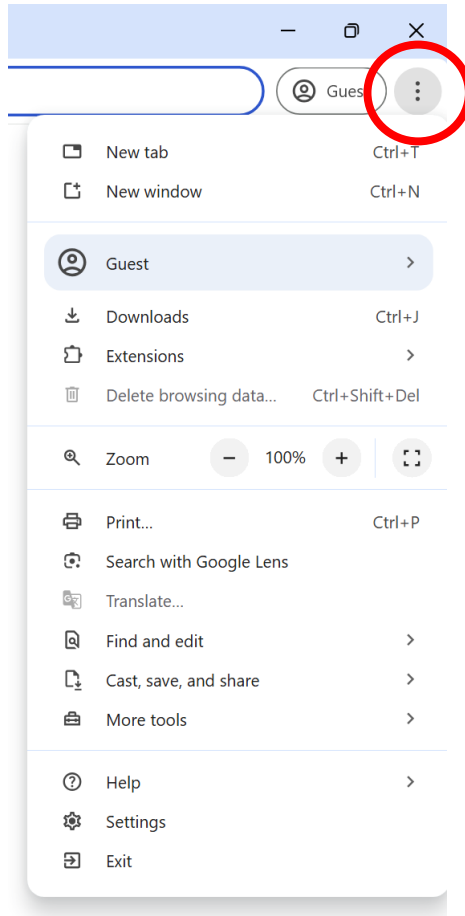 Guest
New tab Ctrl+T
New window Ctrl+N
Guest
Downloads Ctrl+J
Extensions
Delete browsing data... Ctrl+Shift+Del
Zoom − 100% +
Print... Ctrl+P
Search with Google Lens
Translate...
Find and edit
Cast, save, and share
More tools
Help
Settings
Exit